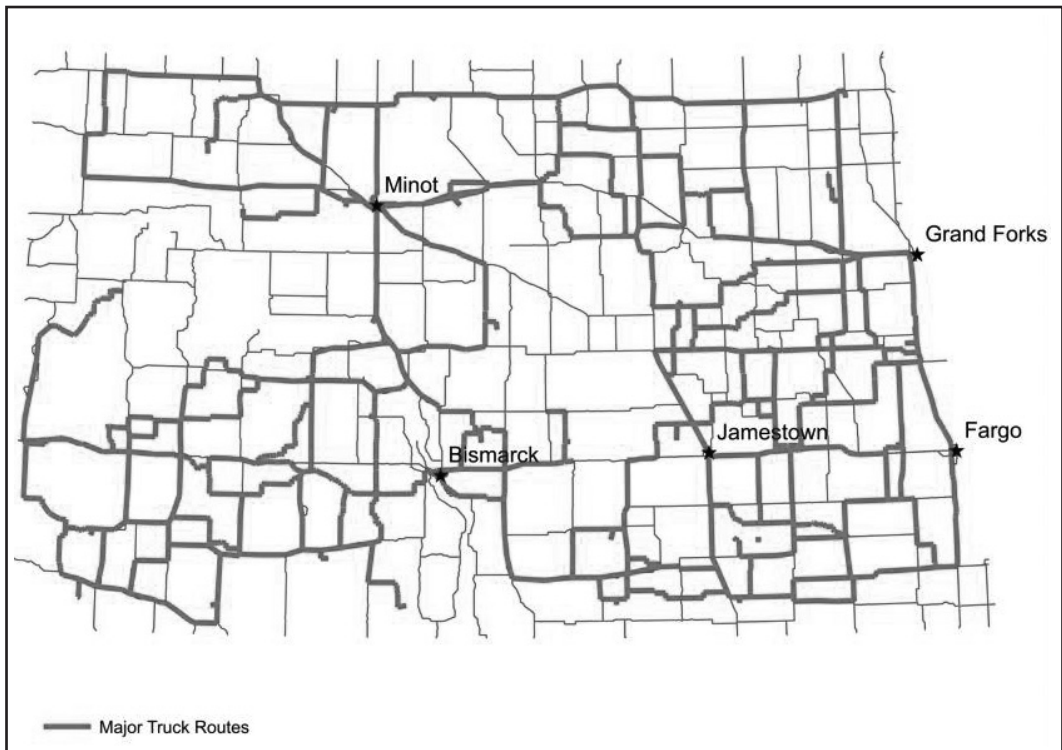 Minot
Grand Forks
Jamestown
Fargo
Bismarck
Major Truck Routes